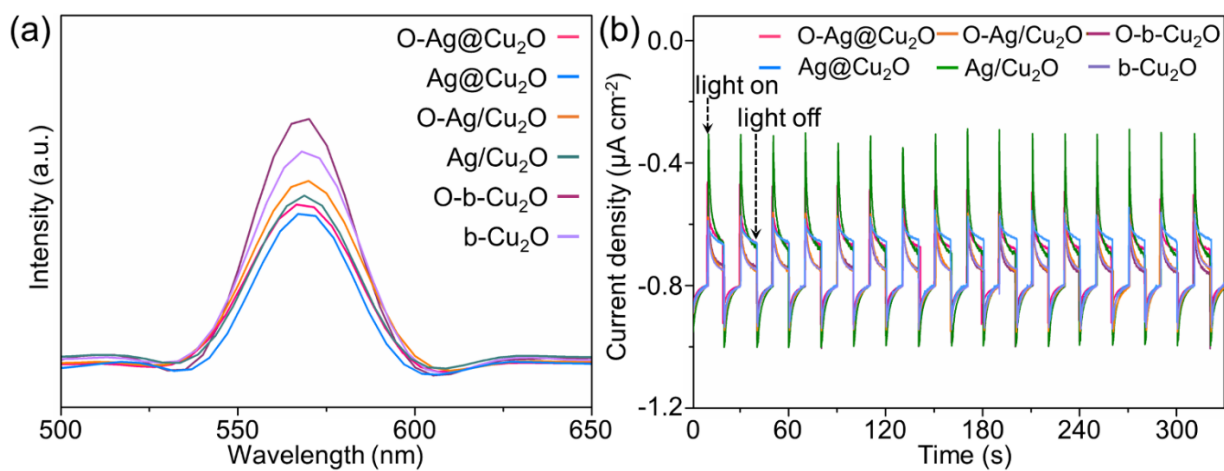 (a)
O-Ag@Cu₂O
Ag@Cu₂O
O-Ag/Cu₂O
Ag/Cu₂O
O-b-Cu₂O
b-Cu₂O
Intensity (a.u.)
500 550 600 650
Wavelength (nm)
(b)
O-Ag@Cu₂O O-Ag/Cu₂O O-b-Cu₂O
Ag@Cu₂O Ag/Cu₂O b-Cu₂O
light on
light off
0.0
-0.4
-0.8
-1.2
Current density (μA cm⁻²)
0 60 120 180 240 300
Time (s)